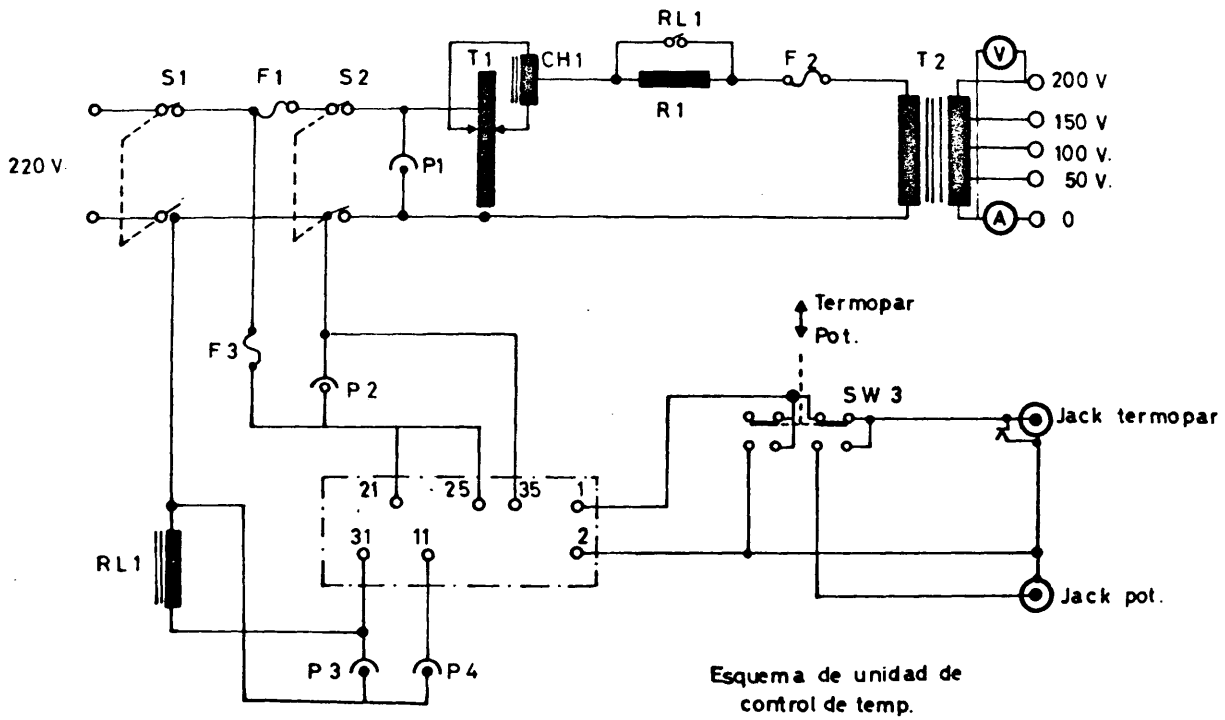 RL1
S1
F1
S2
T1
CH1
F2
T2
V
200 V
R1
150 V
100 V.
50 V.
220 V.
P1
A
0
Termopar
Pot.
F3
P2
SW3
Jack termopar
21
25
35
1
31
11
2
RL1
Jack pot.
P3
P4
Esquema de unidad de
control de temp.